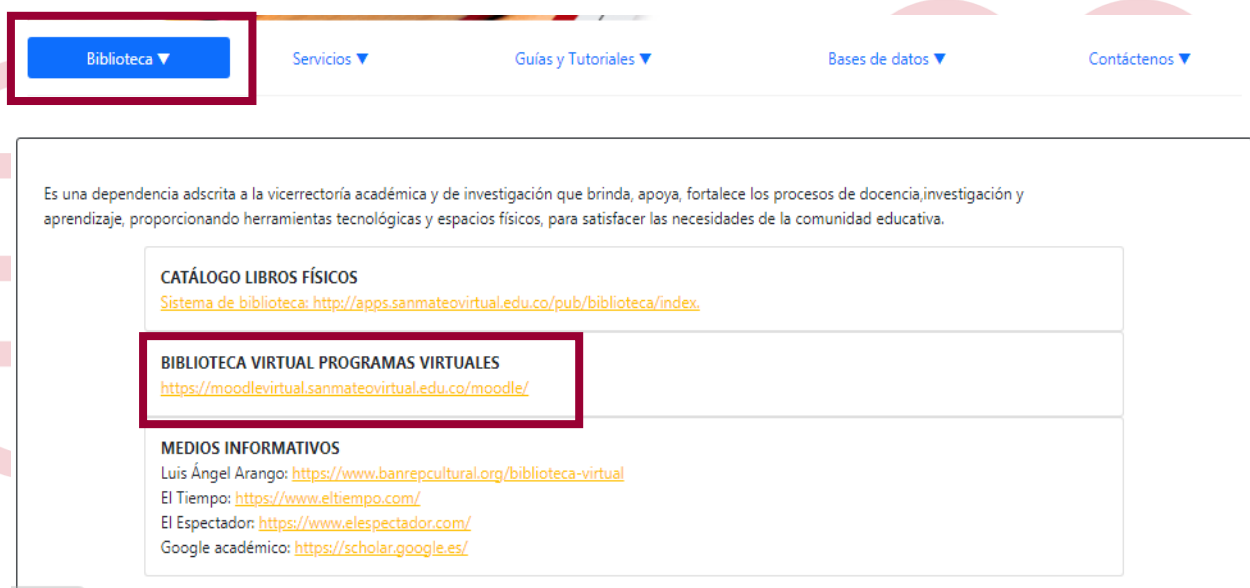 Biblioteca ▼
Servicios ▼
Guías y Tutoriales ▼
Bases de datos ▼
Contáctenos ▼
Es una dependencia adscrita a la vicerrectoría académica y de investigación que brinda, apoya, fortalece los procesos de docencia,investigación y
aprendizaje, proporcionando herramientas tecnológicas y espacios físicos, para satisfacer las necesidades de la comunidad educativa.
CATÁLOGO LIBROS FÍSICOS
Sistema de biblioteca: http://apps.sanmateovirtual.edu.co/pub/biblioteca/index.
BIBLIOTECA VIRTUAL PROGRAMAS VIRTUALES
https://moodlevirtual.sanmateovirtual.edu.co/moodle/
MEDIOS INFORMATIVOS
Luis Ángel Arango: https://www.banrepcultural.org/biblioteca-virtual
El Tiempo: https://www.eltiempo.com/
El Espectador: https://www.elespectador.com/
Google académico: https://scholar.google.es/